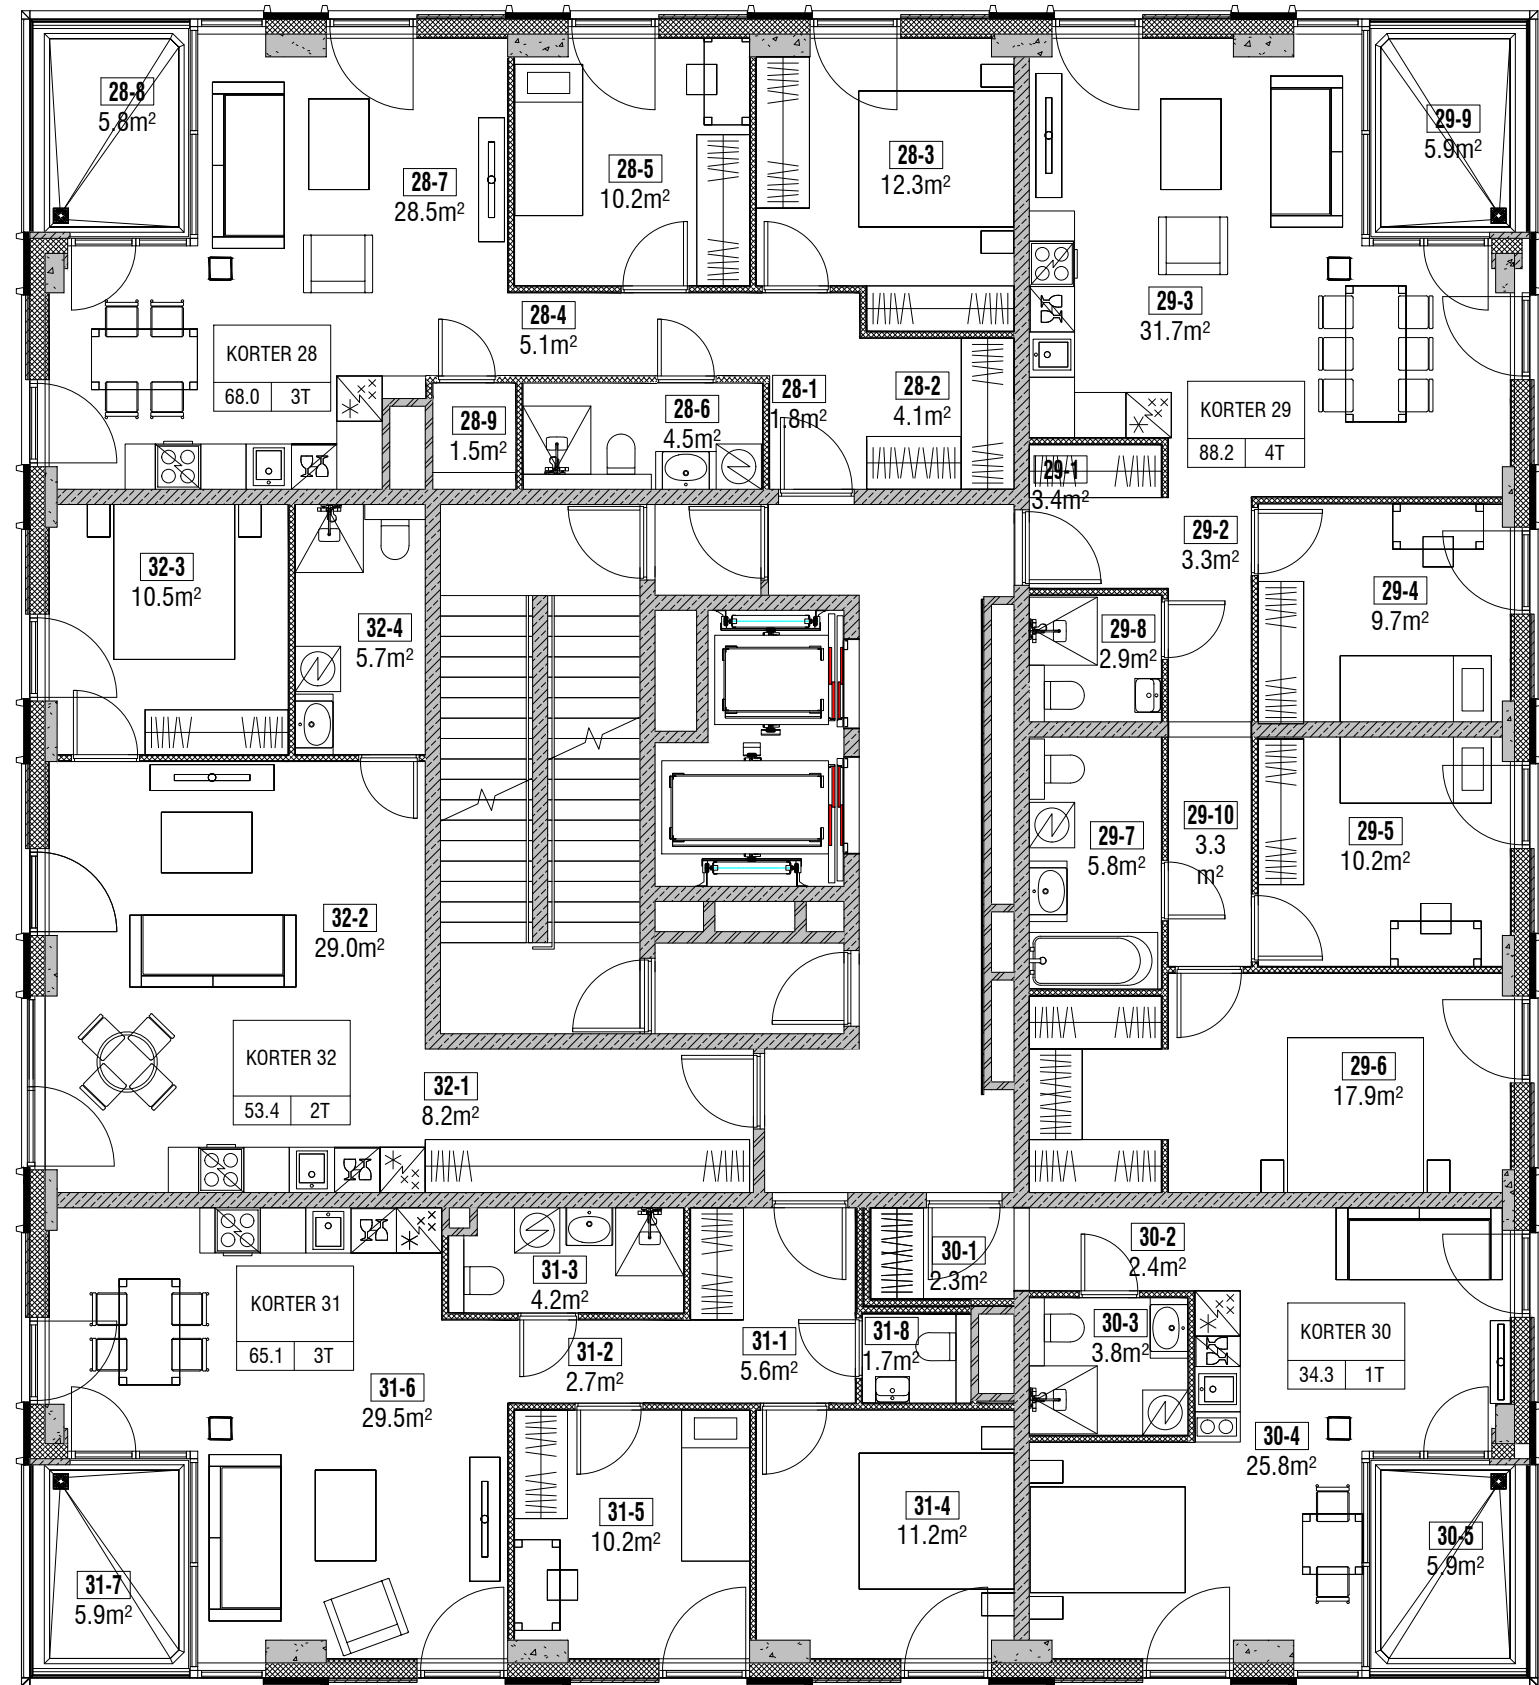 28-8
5.8m²
28-7
28.5m²
28-5
10.2m²
28-3
12.3m²
29-9
5.9m²
28-4
5.1m²
29-3
31.7m²
KORTER 28
68.0 3T
28-9
1.5m²
28-6
4.5m²
28-1
1.8m²
28-2
4.1m²
KORTER 29
88.2 4T
29-1
3.4m²
29-2
3.3m²
32-3
10.5m²
32-4
5.7m²
29-8
2.9m²
29-4
9.7m²
29-7
5.8m²
29-10
3.3
m²
29-5
10.2m²
32-2
29.0m²
KORTER 32
53.4 2T
32-1
8.2m²
29-6
17.9m²
31-3
4.2m²
30-1
2.3m²
30-2
2.4m²
KORTER 31
65.1 3T
31-2
2.7m²
31-1
5.6m²
31-8
1.7m²
30-3
3.8m²
KORTER 30
34.3 1T
31-6
29.5m²
30-4
25.8m²
31-5
10.2m²
31-4
11.2m²
31-7
5.9m²
30-5
5.9m²